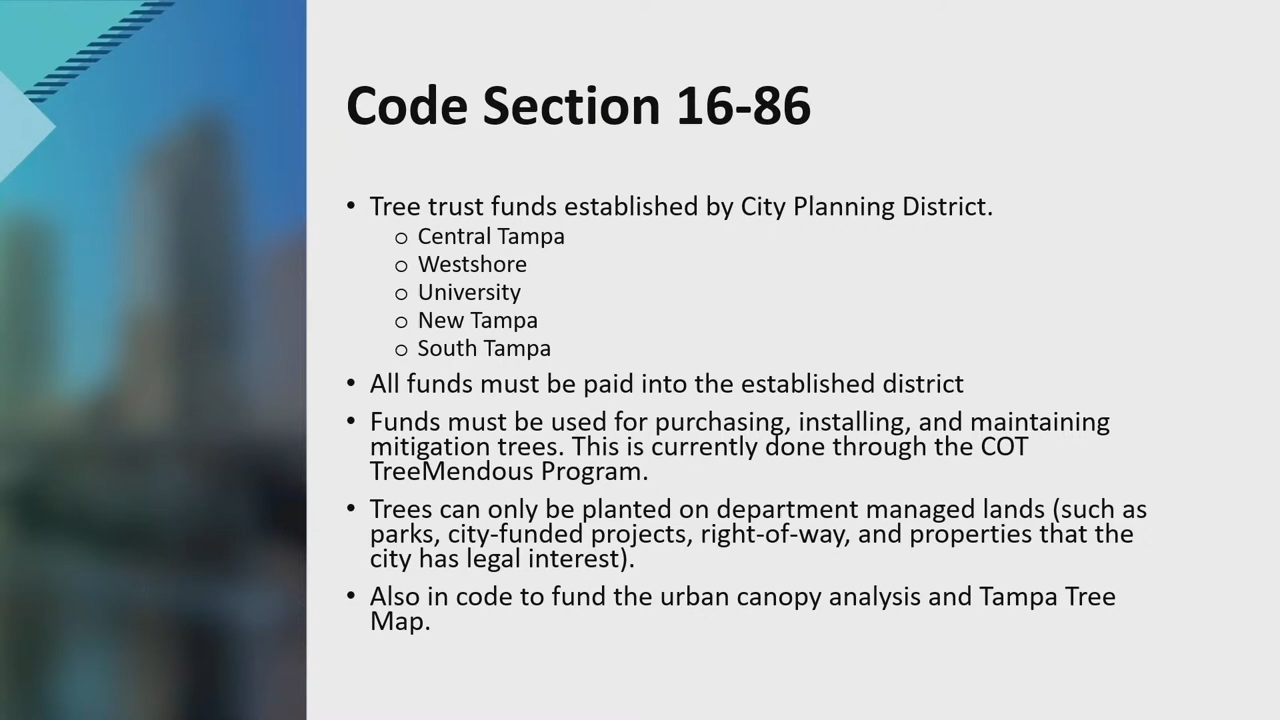 Code Section 16-86
• Tree trust funds established by City Planning District.
o Central Tampa
o Westshore
o University
o New Tampa
o South Tampa
• All funds must be paid into the established district
• Funds must be used for purchasing, installing, and maintaining
mitigation trees. This is currently done through the COT
TreeMendous Program.
• Trees can only be planted on department managed lands (such as
parks, city-funded projects, right-of-way, and properties that the
city has legal interest).
• Also in code to fund the urban canopy analysis and Tampa Tree
Map.